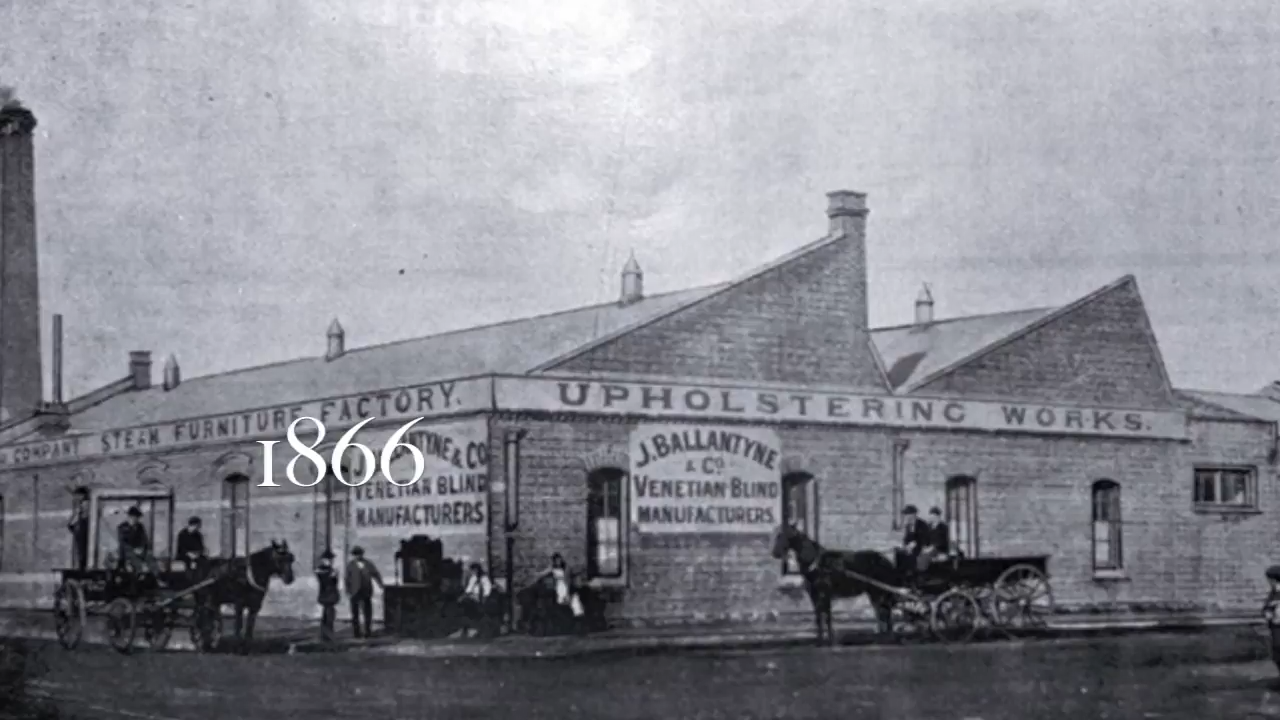 COMPANY STEAM FURNITURE FACTORY.
UPHOLSTERING WORKS.
1866
& CO
VENETIAN BLIND
MANUFACTURERS
J. BALLANTYNE
& CO
VENETIAN BLIND
MANUFACTURERS